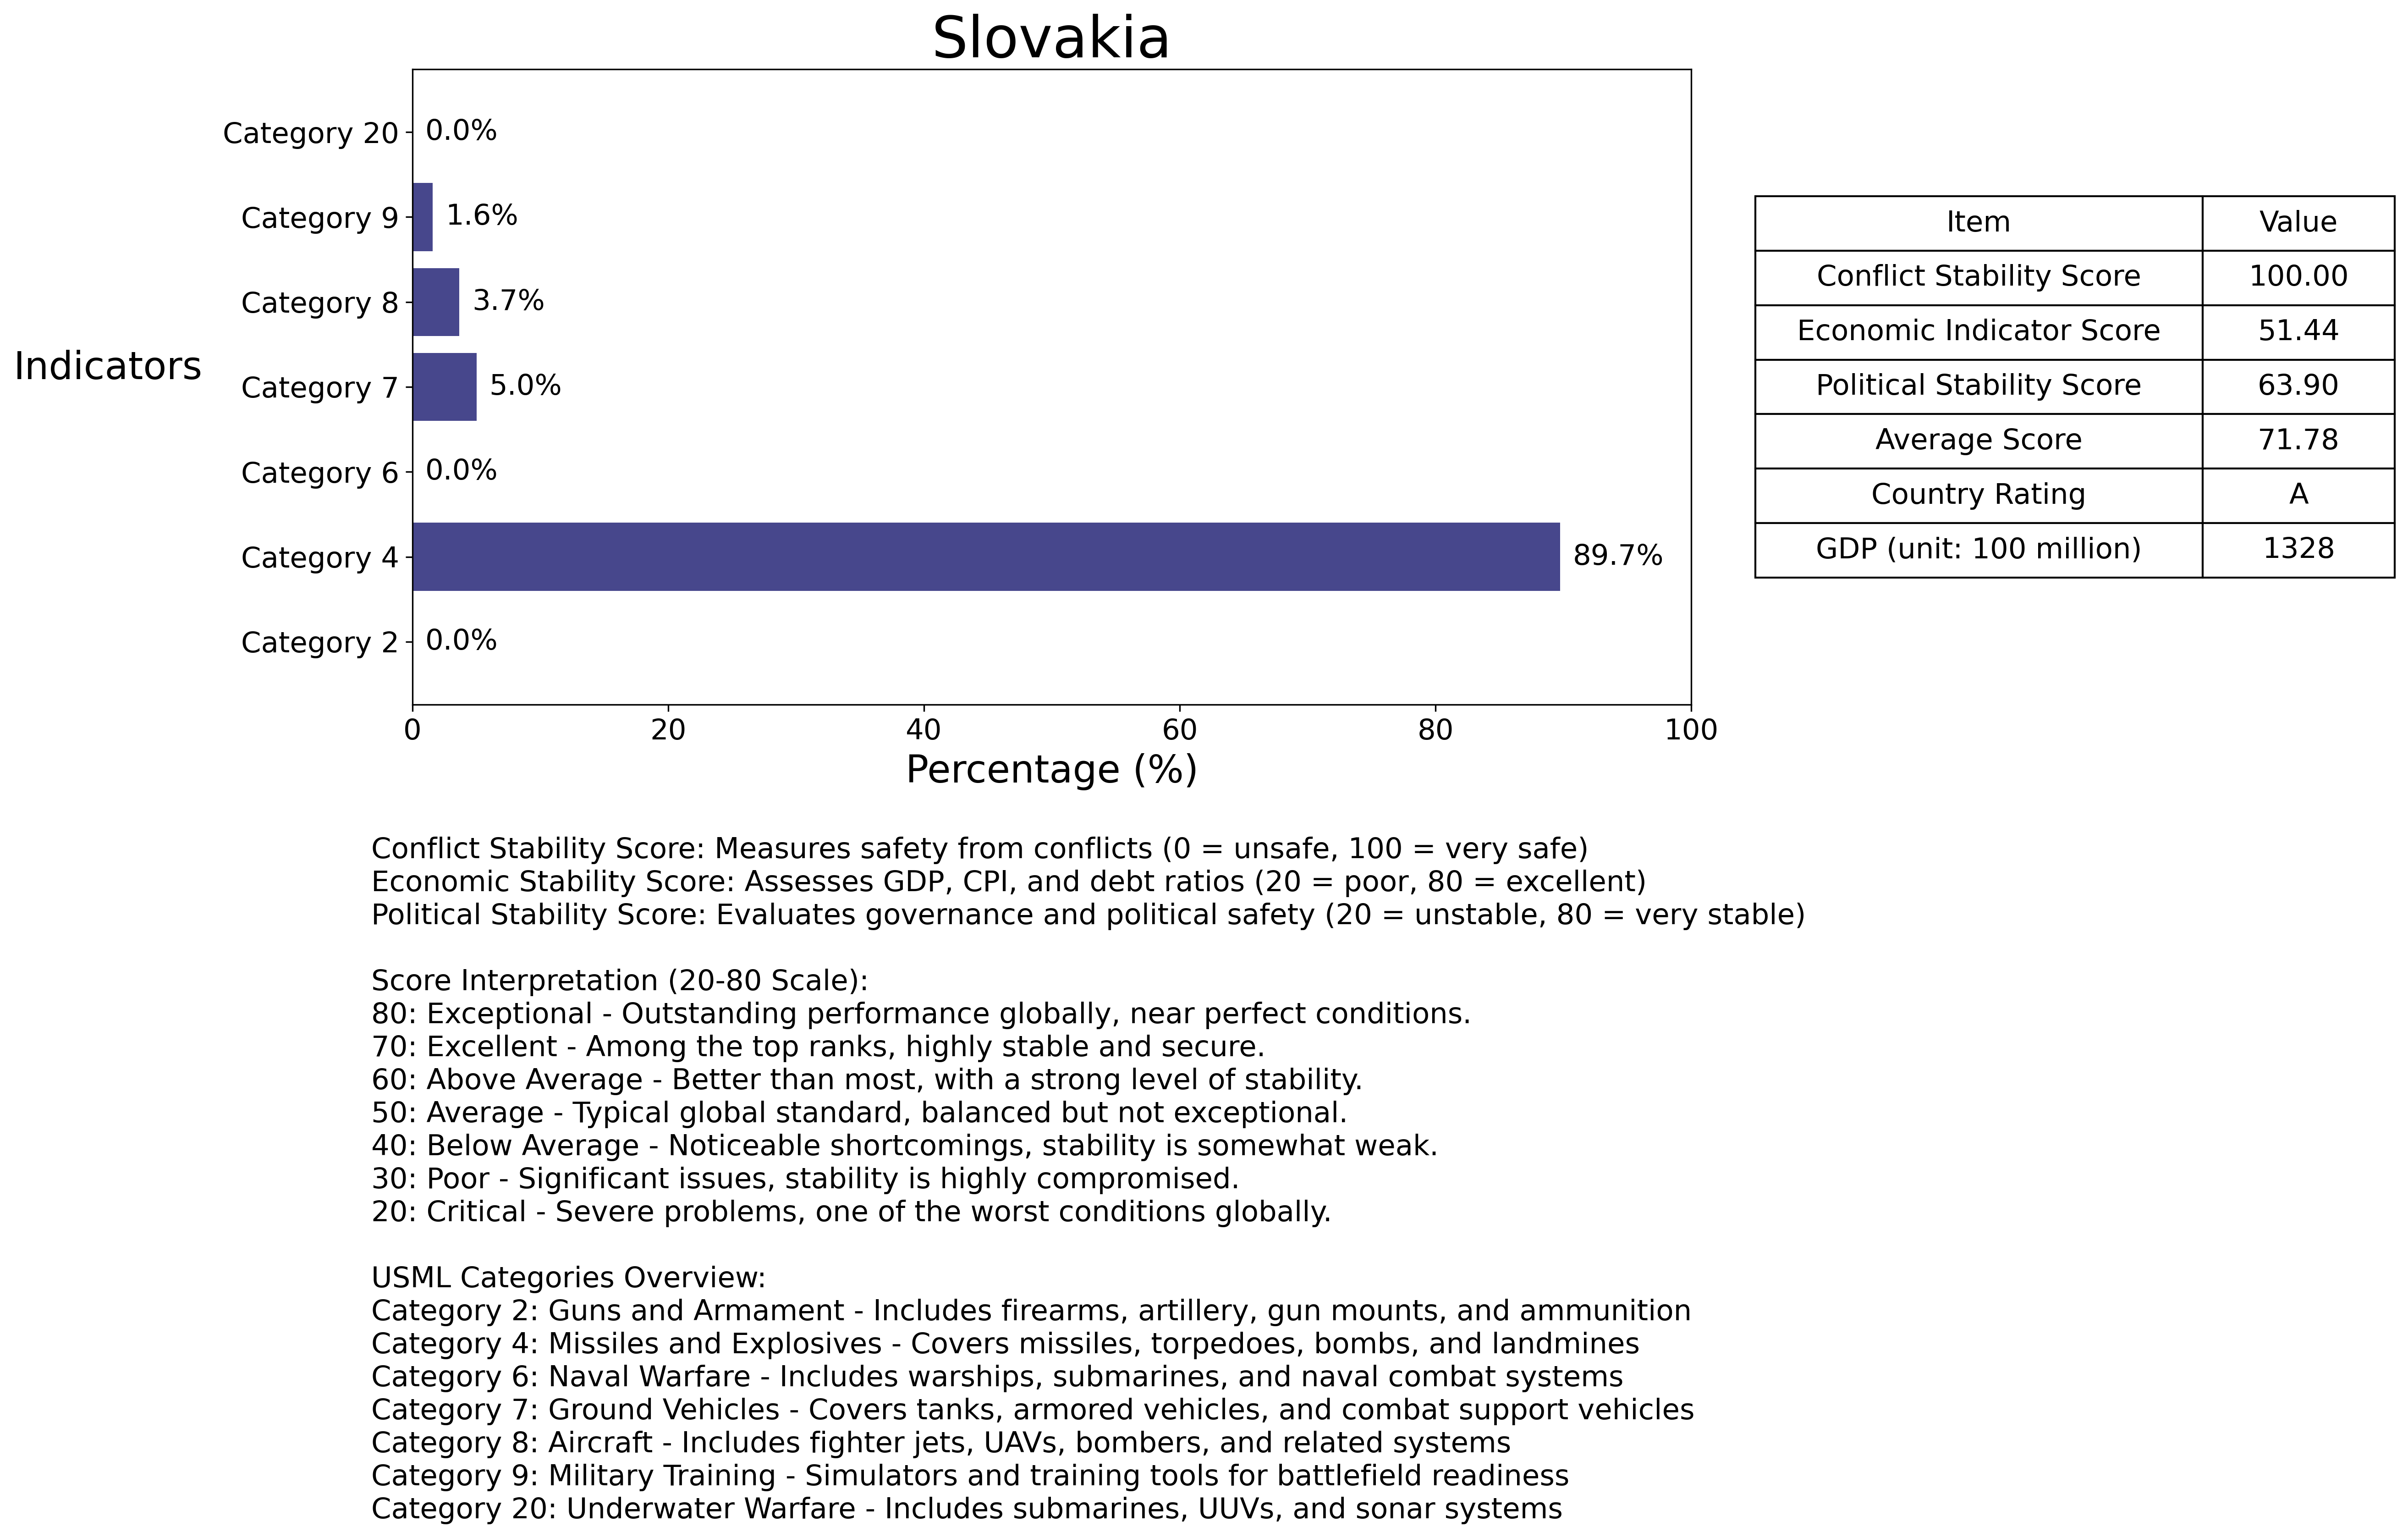 Slovakia
Indicators
Category 20
0.0%
Category 9
1.6%
Category 8
3.7%
Category 7
5.0%
Category 6
0.0%
Category 4
89.7%
Category 2
0.0%
0 20 40 60 80 100
Percentage (%)
Item Value
Conflict Stability Score 100.00
Economic Indicator Score 51.44
Political Stability Score 63.90
Average Score 71.78
Country Rating A
GDP (unit: 100 million) 1328
Conflict Stability Score: Measures safety from conflicts (0 = unsafe, 100 = very safe)
Economic Stability Score: Assesses GDP, CPI, and debt ratios (20 = poor, 80 = excellent)
Political Stability Score: Evaluates governance and political safety (20 = unstable, 80 = very stable)
Score Interpretation (20-80 Scale):
80: Exceptional - Outstanding performance globally, near perfect conditions.
70: Excellent - Among the top ranks, highly stable and secure.
60: Above Average - Better than most, with a strong level of stability.
50: Average - Typical global standard, balanced but not exceptional.
40: Below Average - Noticeable shortcomings, stability is somewhat weak.
30: Poor - Significant issues, stability is highly compromised.
20: Critical - Severe problems, one of the worst conditions globally.
USML Categories Overview:
Category 2: Guns and Armament - Includes firearms, artillery, gun mounts, and ammunition
Category 4: Missiles and Explosives - Covers missiles, torpedoes, bombs, and landmines
Category 6: Naval Warfare - Includes warships, submarines, and naval combat systems
Category 7: Ground Vehicles - Covers tanks, armored vehicles, and combat support vehicles
Category 8: Aircraft - Includes fighter jets, UAVs, bombers, and related systems
Category 9: Military Training - Simulators and training tools for battlefield readiness
Category 20: Underwater Warfare - Includes submarines, UUVs, and sonar systems